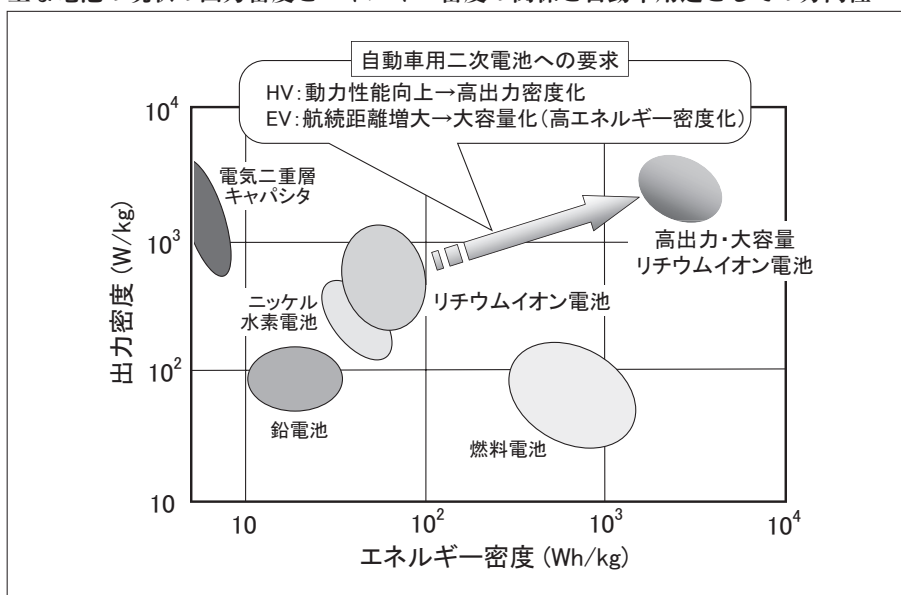 自動車用二次電池への要求
HV：動力性能向上→高出力密度化
EV：航続距離増大→大容量化（高エネルギー密度化）
10⁴
電気二重層
キャパシタ
10³
高出力・大容量
リチウムイオン電池
ニッケル
水素電池
リチウムイオン電池
10²
鉛電池
燃料電池
10
出力密度 (W/kg)
10 10² 10³ 10⁴
エネルギー密度 (Wh/kg)